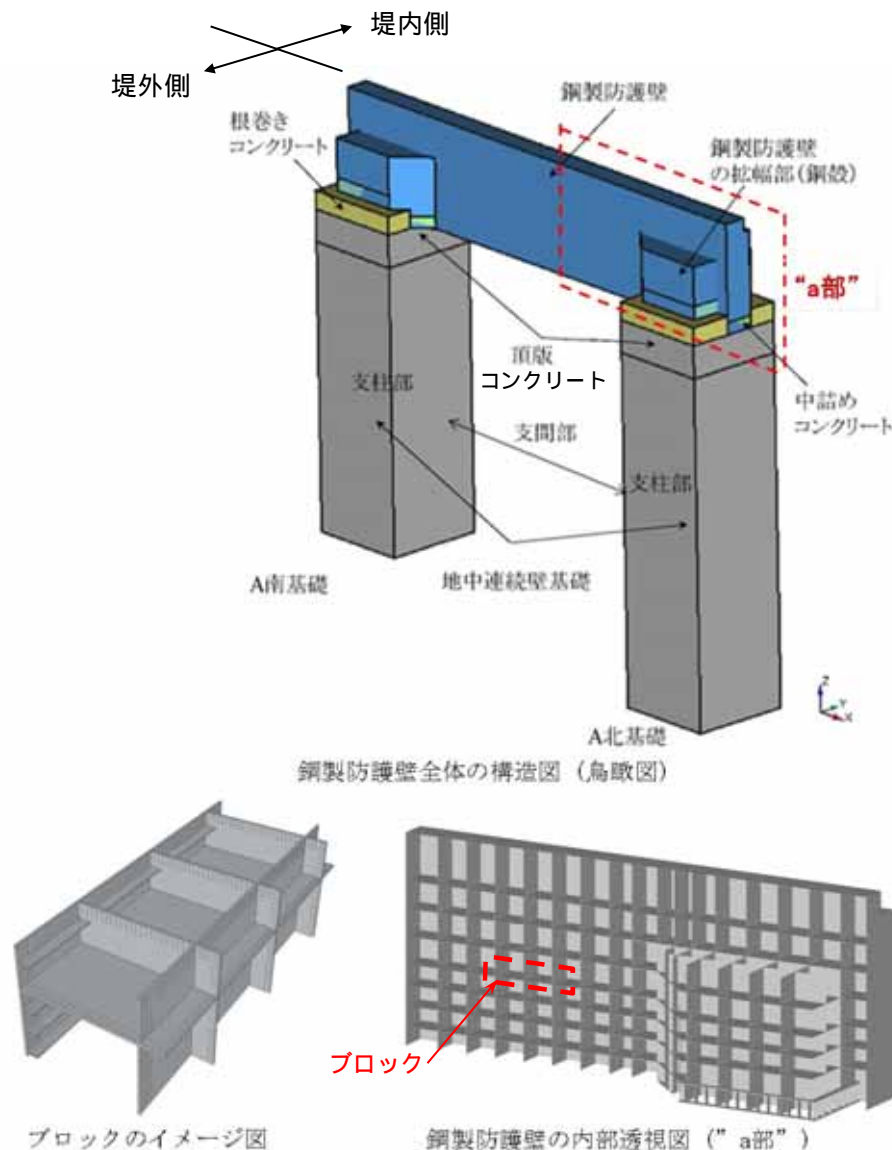 堤内側
堤外側
鋼製防護壁
根巻き
コンクリート
鋼製防護壁
の拡幅部(鋼殻)
“a部”
頂版
コンクリート
支柱部
中詰め
コンクリート
支間部
支柱部
A南基礎
地中連続壁基礎
Z
Y
X
A北基礎
鋼製防護壁全体の構造図 (鳥瞰図)
ブロック
ブロックのイメージ図
鋼製防護壁の内部透視図 (”a部”)